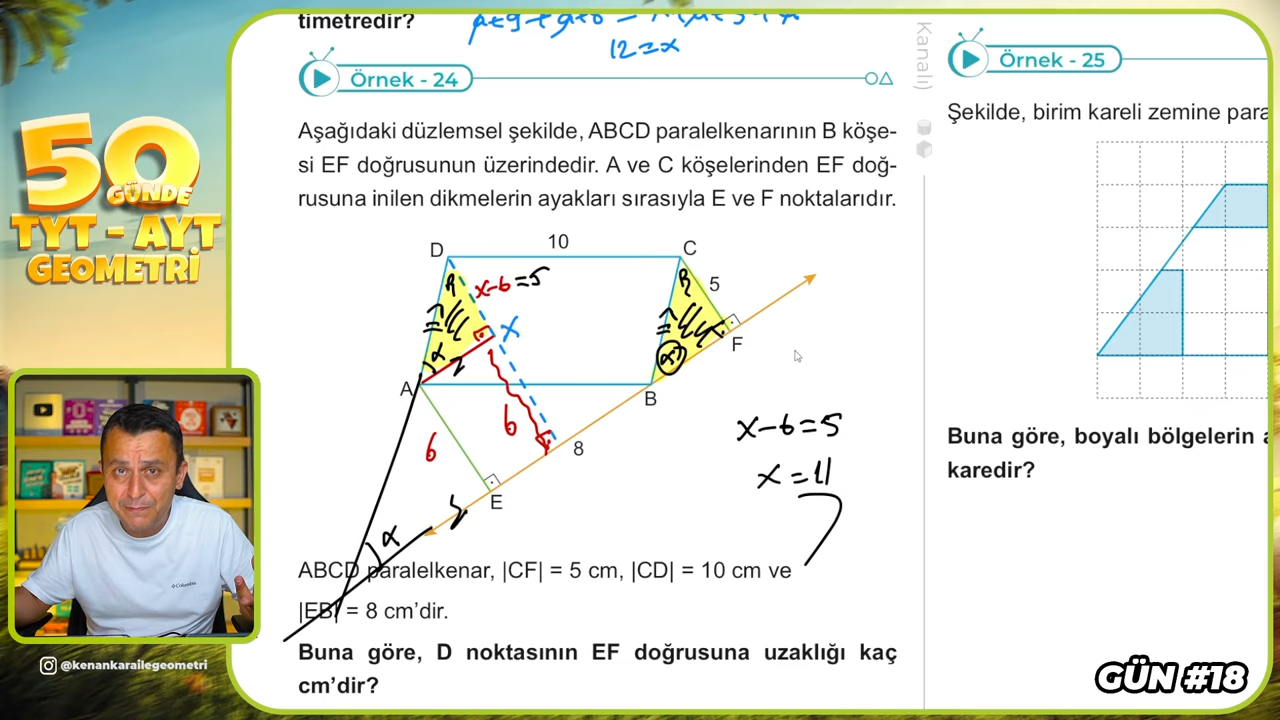 timetredir?
12=x
Örnek - 24
Aşağıdaki düzlemsel şekilde, ABCD paralelkenarının B köşe-
si EF doğrusunun üzerindedir. A ve C köşelerinden EF doğ-
rusuna inilen dikmelerin ayakları sırasıyla E ve F noktalarıdır.
D
10
C
x-6=5
5
x
F
α
A
B
6
6
8
E
α
x-6=5
x=11
ABCD paralelkenar, |CF| = 5 cm, |CD| = 10 cm ve
|EB| = 8 cm'dir.
Buna göre, D noktasının EF doğrusuna uzaklığı kaç
cm'dir?
Kanalı)
Örnek - 25
Şekilde, birim kareli zemine para
Buna göre, boyalı bölgelerin a
karedir?
50
GÜNDE
TYT - AYT
GEOMETRİ
Columbia
@kenankarailegeometri
GÜN #18